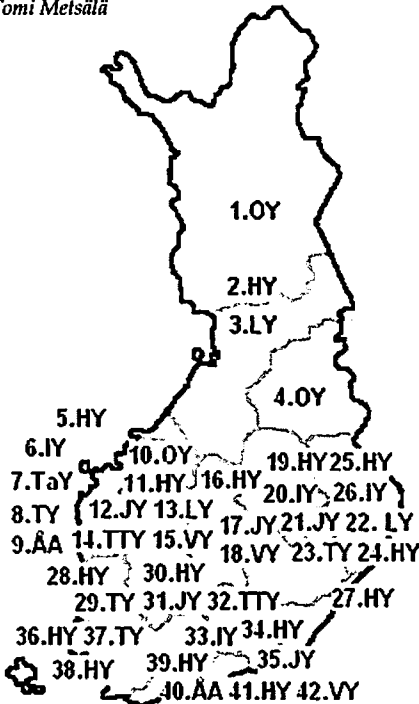 Tomi Metsälä
1.OY
2.HY
3.LY
4.OY
5.HY
6.IY
7.TaY
8.TY
9.ÅA
10.OY
11.HY
12.JY
13.LY
14.TTY
15.VY
16.HY
17.JY
18.VY
19.HY
20.IY
21.JY
22. LY
23.TY
24.HY
25.HY
26.IY
27.HY
28.HY
29.TY
30.HY
31.JY
32.TTY
33.IY
34.HY
35.JY
36.HY
37.TY
38.HY
39.HY
40.ÅA
41.HY
42.VY